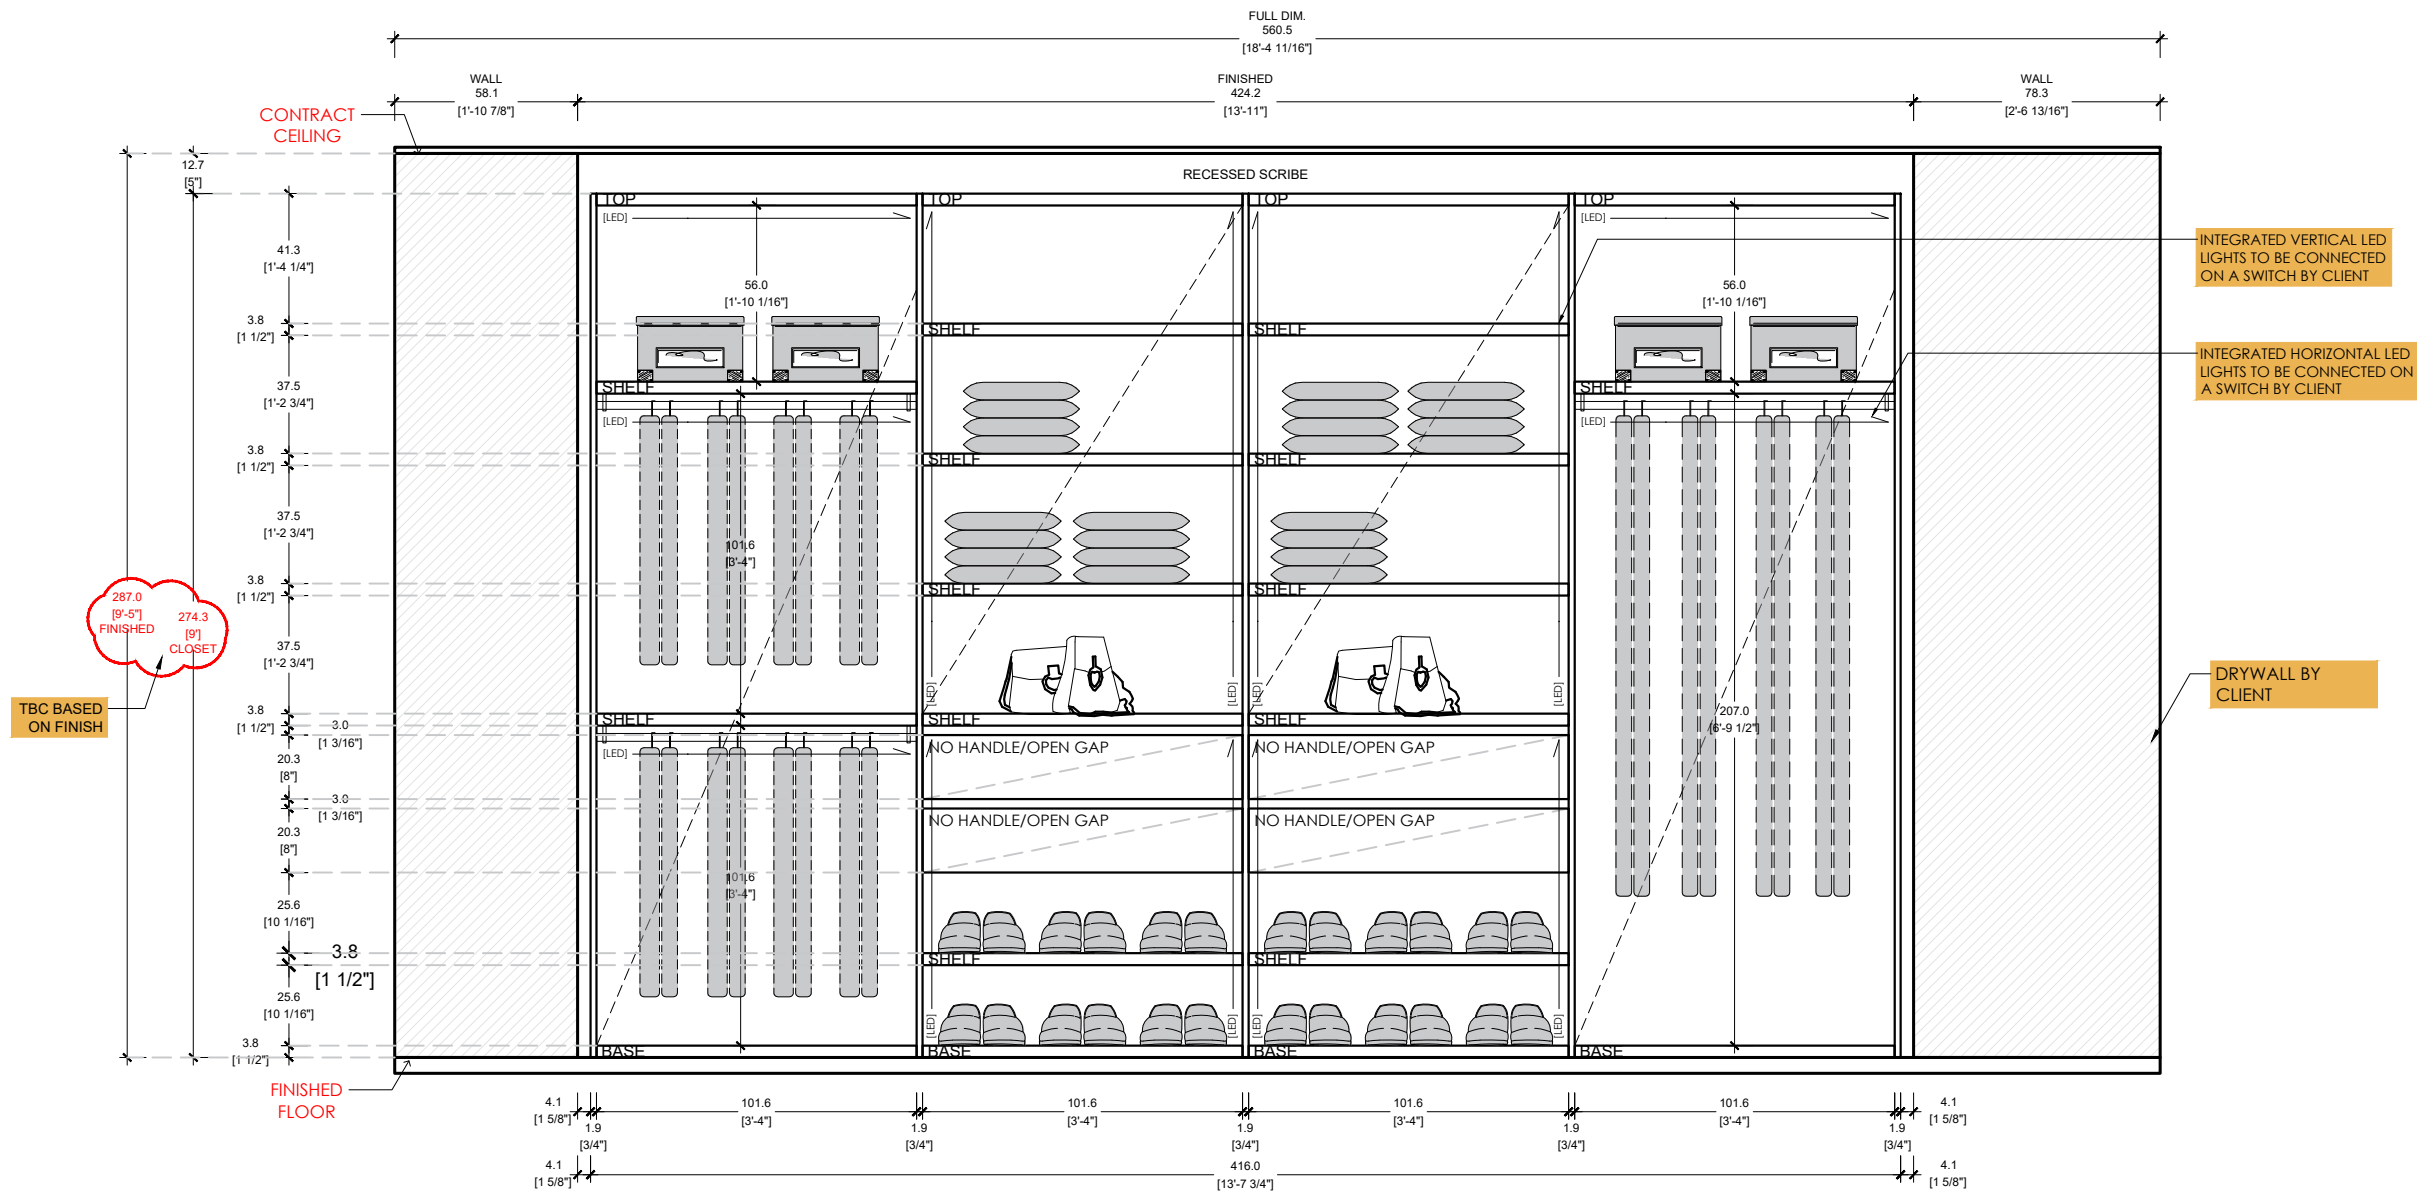 FULL DIM.
560.5
[18'-4 11/16"]
WALL
58.1
[1'-10 7/8"]
FINISHED
424.2
[13'-11"]
WALL
78.3
[2'-6 13/16"]
CONTRACT
CEILING
12.7
[5"]
RECESSED SCRIBE
TOP
TOP
TOP
TOP
[LED]
[LED]
41.3
[1'-4 1/4"]
56.0
[1'-10 1/16"]
56.0
[1'-10 1/16"]
INTEGRATED VERTICAL LED
LIGHTS TO BE CONNECTED
ON A SWITCH BY CLIENT
3.8
[1 1/2"]
SHELF
SHELF
INTEGRATED HORIZONTAL LED
LIGHTS TO BE CONNECTED ON
A SWITCH BY CLIENT
37.5
[1'-2 3/4"]
SHELF
SHELF
[LED]
[LED]
3.8
[1 1/2"]
SHELF
SHELF
37.5
[1'-2 3/4"]
101.6
[3'-4"]
3.8
[1 1/2"]
SHELF
SHELF
287.0
[9'-5"]
FINISHED
274.3
[9']
CLOSET
37.5
[1'-2 3/4"]
DRYWALL BY
CLIENT
[LED]
[LED]
[LED]
[LED]
TBC BASED
ON FINISH
3.8
[1 1/2"]
SHELF
SHELF
SHELF
207.0
[6'-9 1/2"]
3.0
[1 3/16"]
[LED]
NO HANDLE/OPEN GAP
NO HANDLE/OPEN GAP
20.3
[8"]
3.0
[1 3/16"]
NO HANDLE/OPEN GAP
NO HANDLE/OPEN GAP
20.3
[8"]
101.6
[3'-4"]
25.6
[10 1/16"]
3.8
[1 1/2"]
SHELF
SHELF
25.6
[10 1/16"]
[LED]
[LED]
[LED]
[LED]
3.8
[1 1/2"]
BASE
BASE
BASE
BASE
FINISHED
FLOOR
4.1
[1 5/8"]
101.6
[3'-4"]
101.6
[3'-4"]
101.6
[3'-4"]
101.6
[3'-4"]
4.1
[1 5/8"]
1.9
[3/4"]
1.9
[3/4"]
1.9
[3/4"]
1.9
[3/4"]
1.9
[3/4"]
4.1
[1 5/8"]
416.0
[13'-7 3/4"]
4.1
[1 5/8"]